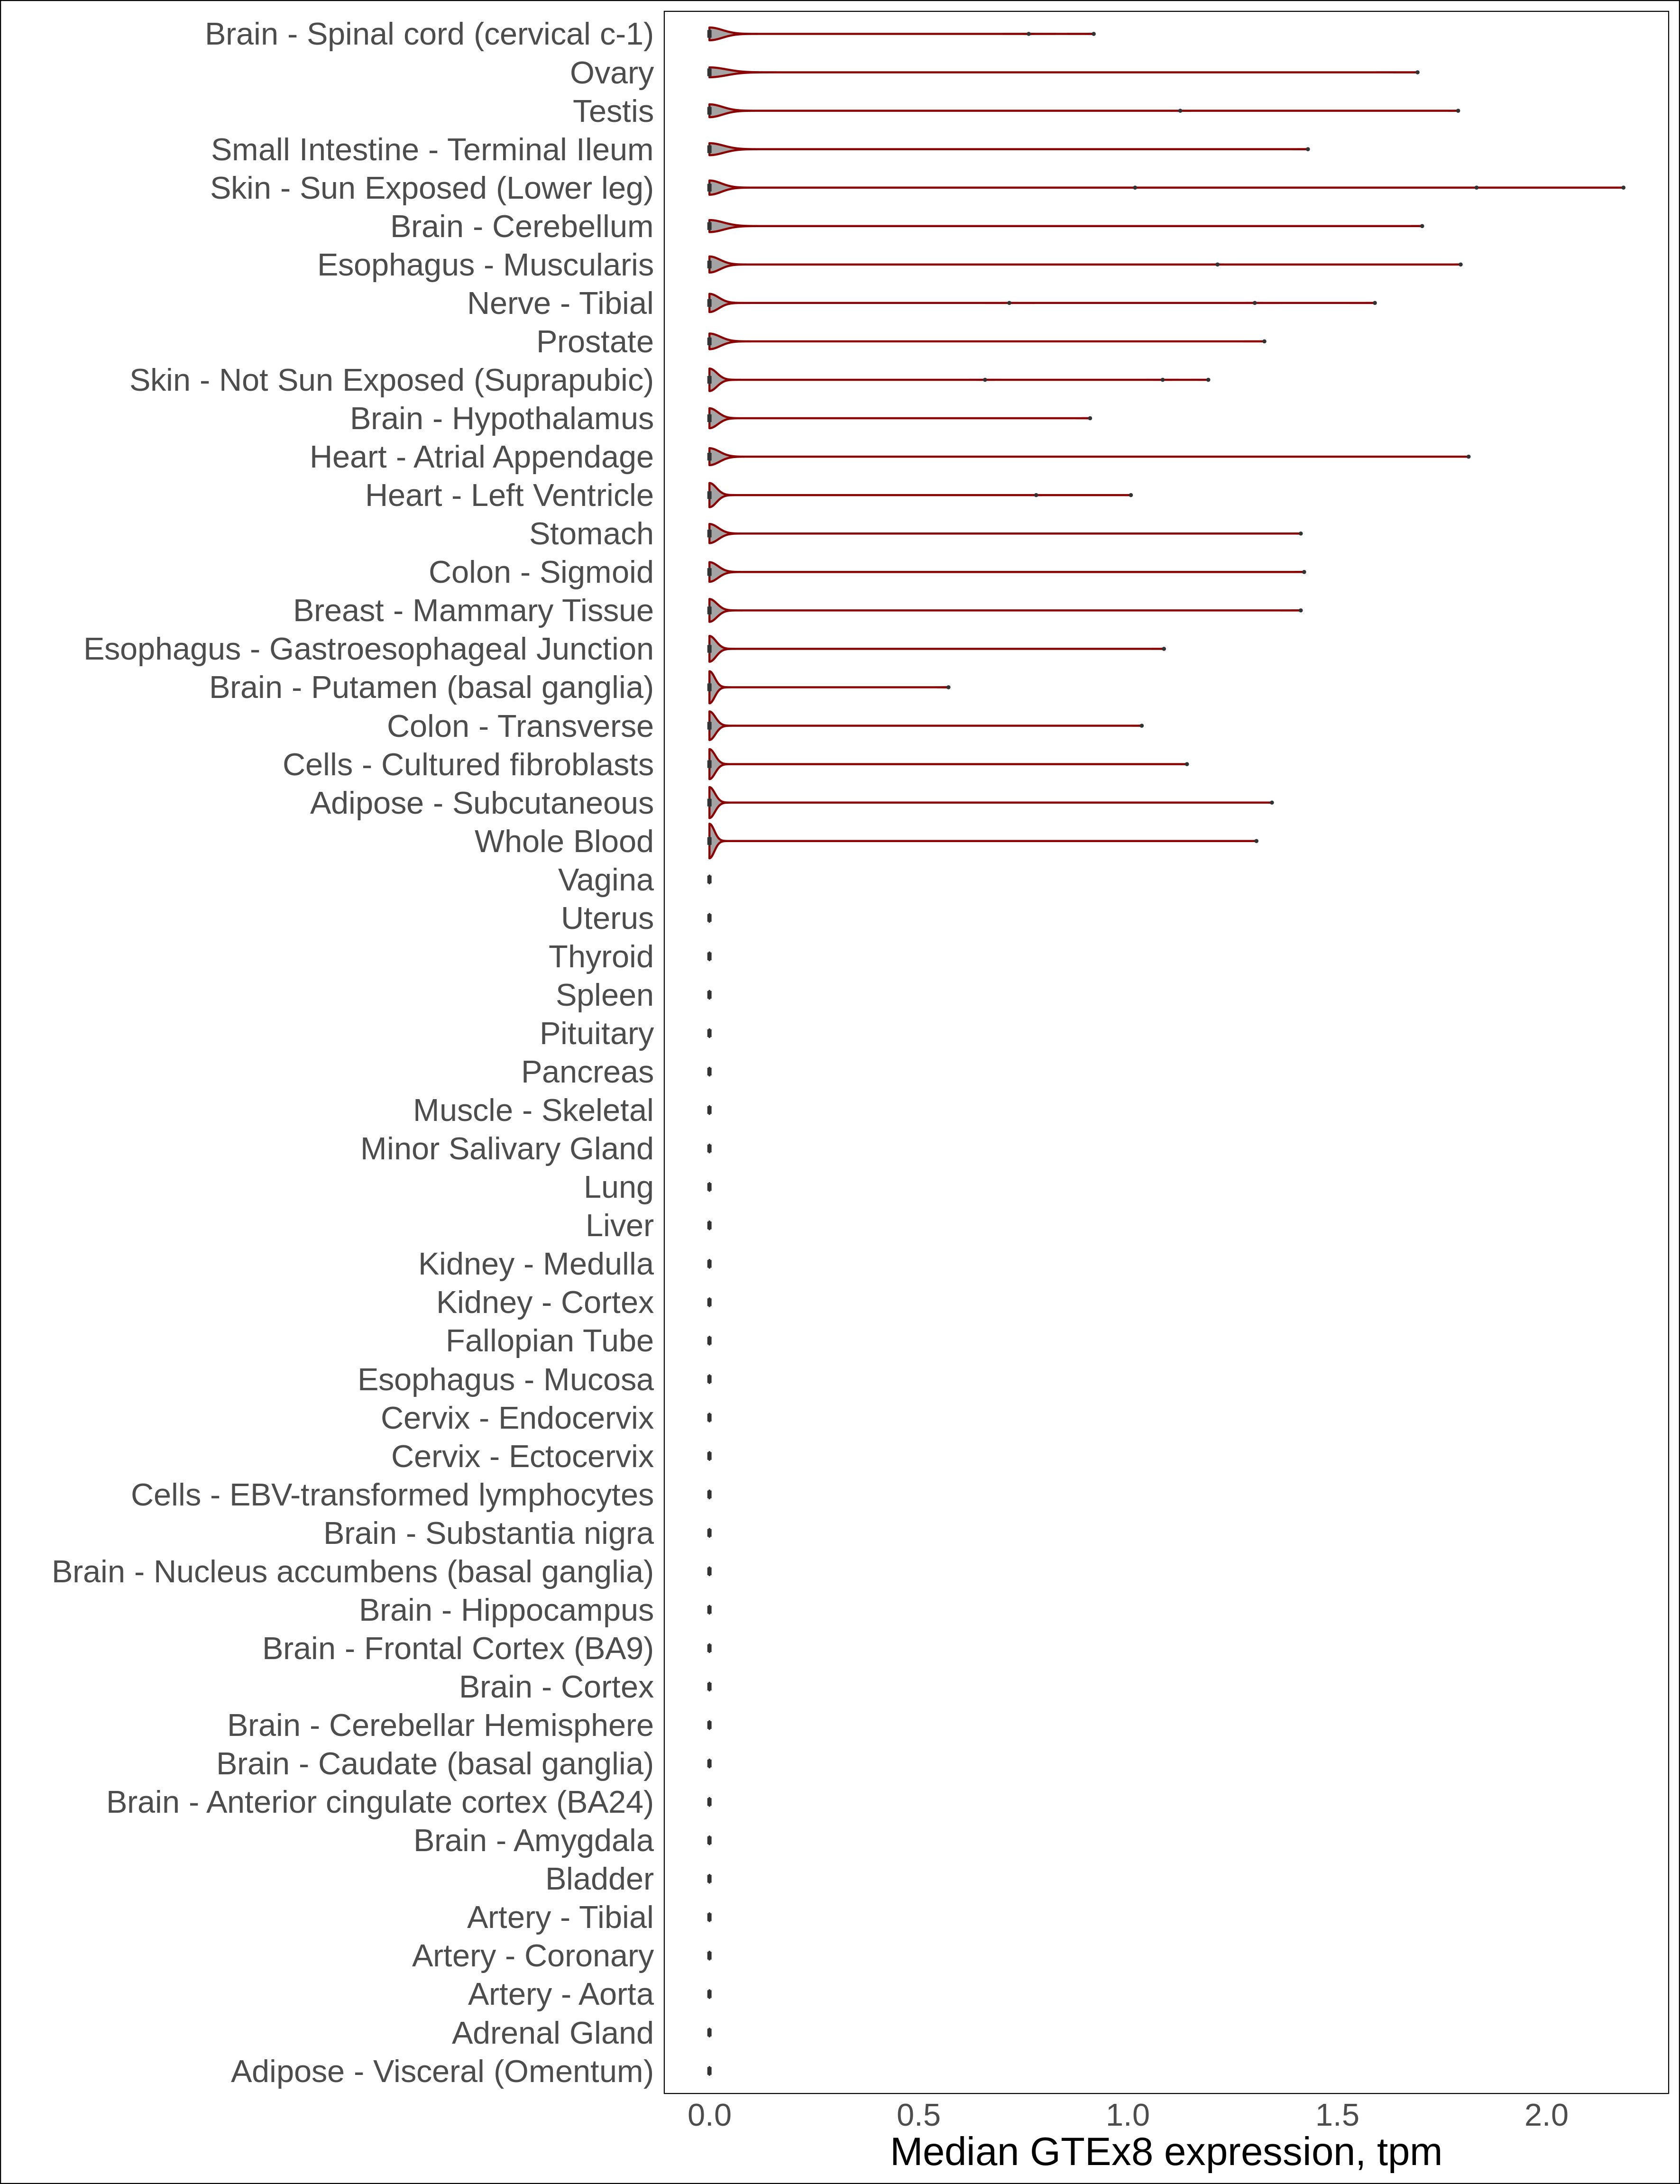 Brain - Spinal cord (cervical c-1)
Ovary
Testis
Small Intestine - Terminal Ileum
Skin - Sun Exposed (Lower leg)
Brain - Cerebellum
Esophagus - Muscularis
Nerve - Tibial
Prostate
Skin - Not Sun Exposed (Suprapubic)
Brain - Hypothalamus
Heart - Atrial Appendage
Heart - Left Ventricle
Stomach
Colon - Sigmoid
Breast - Mammary Tissue
Esophagus - Gastroesophageal Junction
Brain - Putamen (basal ganglia)
Colon - Transverse
Cells - Cultured fibroblasts
Adipose - Subcutaneous
Whole Blood
Vagina
Uterus
Thyroid
Spleen
Pituitary
Pancreas
Muscle - Skeletal
Minor Salivary Gland
Lung
Liver
Kidney - Medulla
Kidney - Cortex
Fallopian Tube
Esophagus - Mucosa
Cervix - Endocervix
Cervix - Ectocervix
Cells - EBV-transformed lymphocytes
Brain - Substantia nigra
Brain - Nucleus accumbens (basal ganglia)
Brain - Hippocampus
Brain - Frontal Cortex (BA9)
Brain - Cortex
Brain - Cerebellar Hemisphere
Brain - Caudate (basal ganglia)
Brain - Anterior cingulate cortex (BA24)
Brain - Amygdala
Bladder
Artery - Tibial
Artery - Coronary
Artery - Aorta
Adrenal Gland
Adipose - Visceral (Omentum)
0.0 0.5 1.0 1.5 2.0
Median GTEx8 expression, tpm